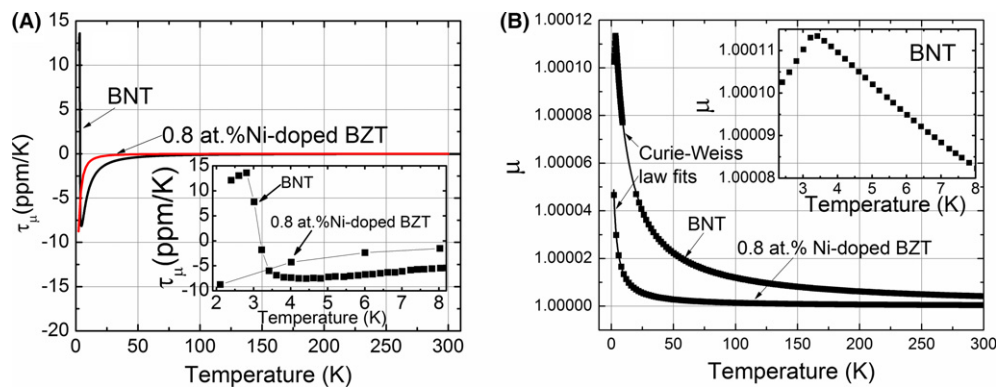 (A)
15
10
5
0
-5
-10
-15
-20
τμ(ppm/K)
BNT
0.8 at.%Ni-doped BZT
15
10
5
0
-5
-10
τμ(ppm/K)
BNT
0.8 at.%Ni-doped BZT
2 3 4 5 6 7 8
Temperature (K)
0 50 100 150 200 250 300
Temperature (K)
(B)
1.00012
1.00010
1.00008
1.00006
1.00004
1.00002
1.00000
μ
BNT
1.00011
1.00010
1.00009
1.00008
μ
3 4 5 6 7 8
Temperature (K)
Curie-Weiss
law fits
BNT
0.8 at.% Ni-doped BZT
0 50 100 150 200 250 300
Temperature (K)